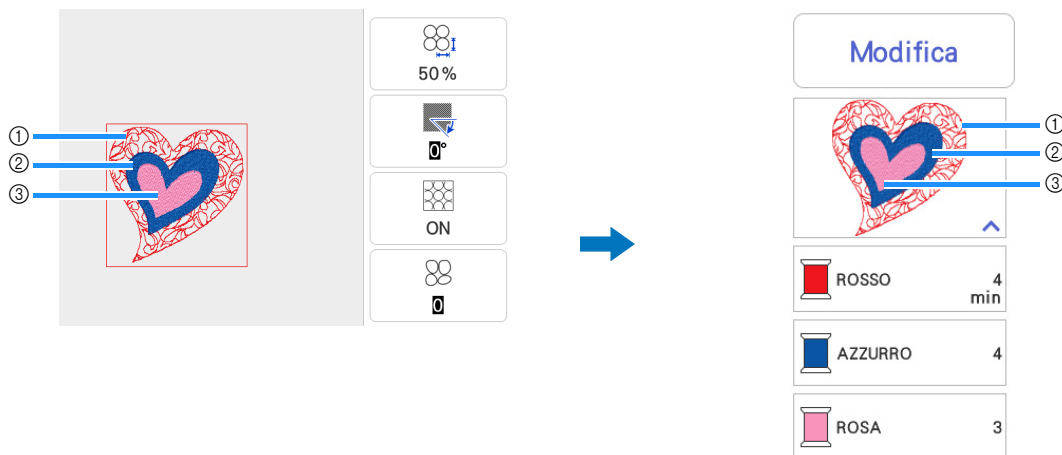 ①
②
③
50%
0°
ON
0
Modifica
①
②
③
ROSSO 4
min
AZZURRO 4
ROSA 3